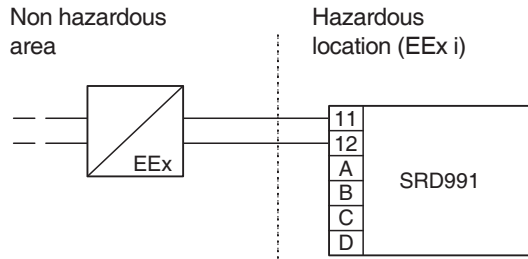 Non hazardous
area
Hazardous
location (EEx i)
EEx
11
12
A
B
C
D
SRD991